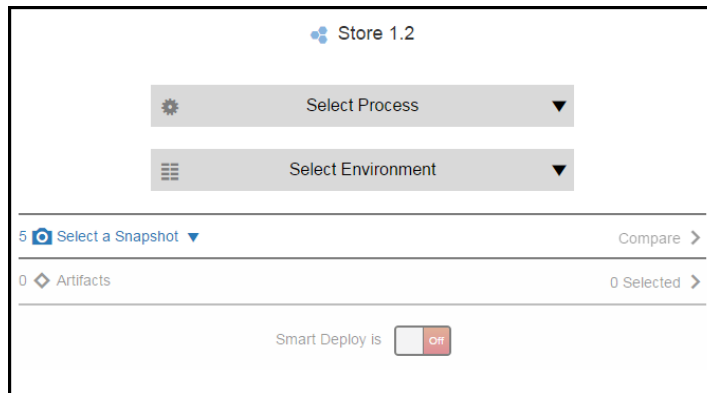 Store 1.2
Select Process
Select Environment
5 Select a Snapshot
Compare
0 Artifacts
0 Selected
Smart Deploy is Off